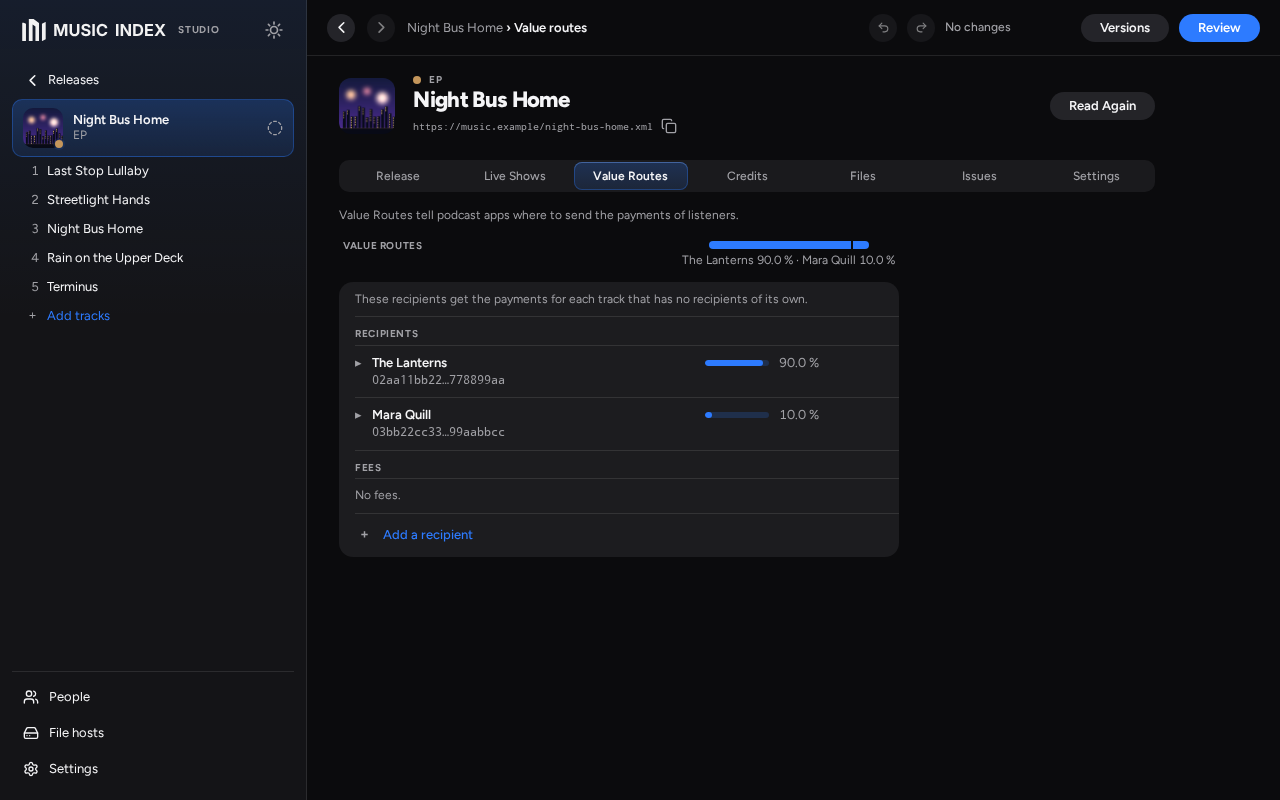 MUSIC INDEX STUDIO
Releases
Night Bus Home
EP
1 Last Stop Lullaby
2 Streetlight Hands
3 Night Bus Home
4 Rain on the Upper Deck
5 Terminus
+ Add tracks
People
File hosts
Settings
Night Bus Home › Value routes
No changes
Versions
Review
EP
Night Bus Home
https://music.example/night-bus-home.xml
Read Again
Release
Live Shows
Value Routes
Credits
Files
Issues
Settings
Value Routes tell podcast apps where to send the payments of listeners.
VALUE ROUTES
The Lanterns 90.0 % · Mara Quill 10.0 %
These recipients get the payments for each track that has no recipients of its own.
RECIPIENTS
The Lanterns
90.0 %
02aa11bb22…778899aa
Mara Quill
10.0 %
03bb22cc33…99aabbcc
FEES
No fees.
+ Add a recipient